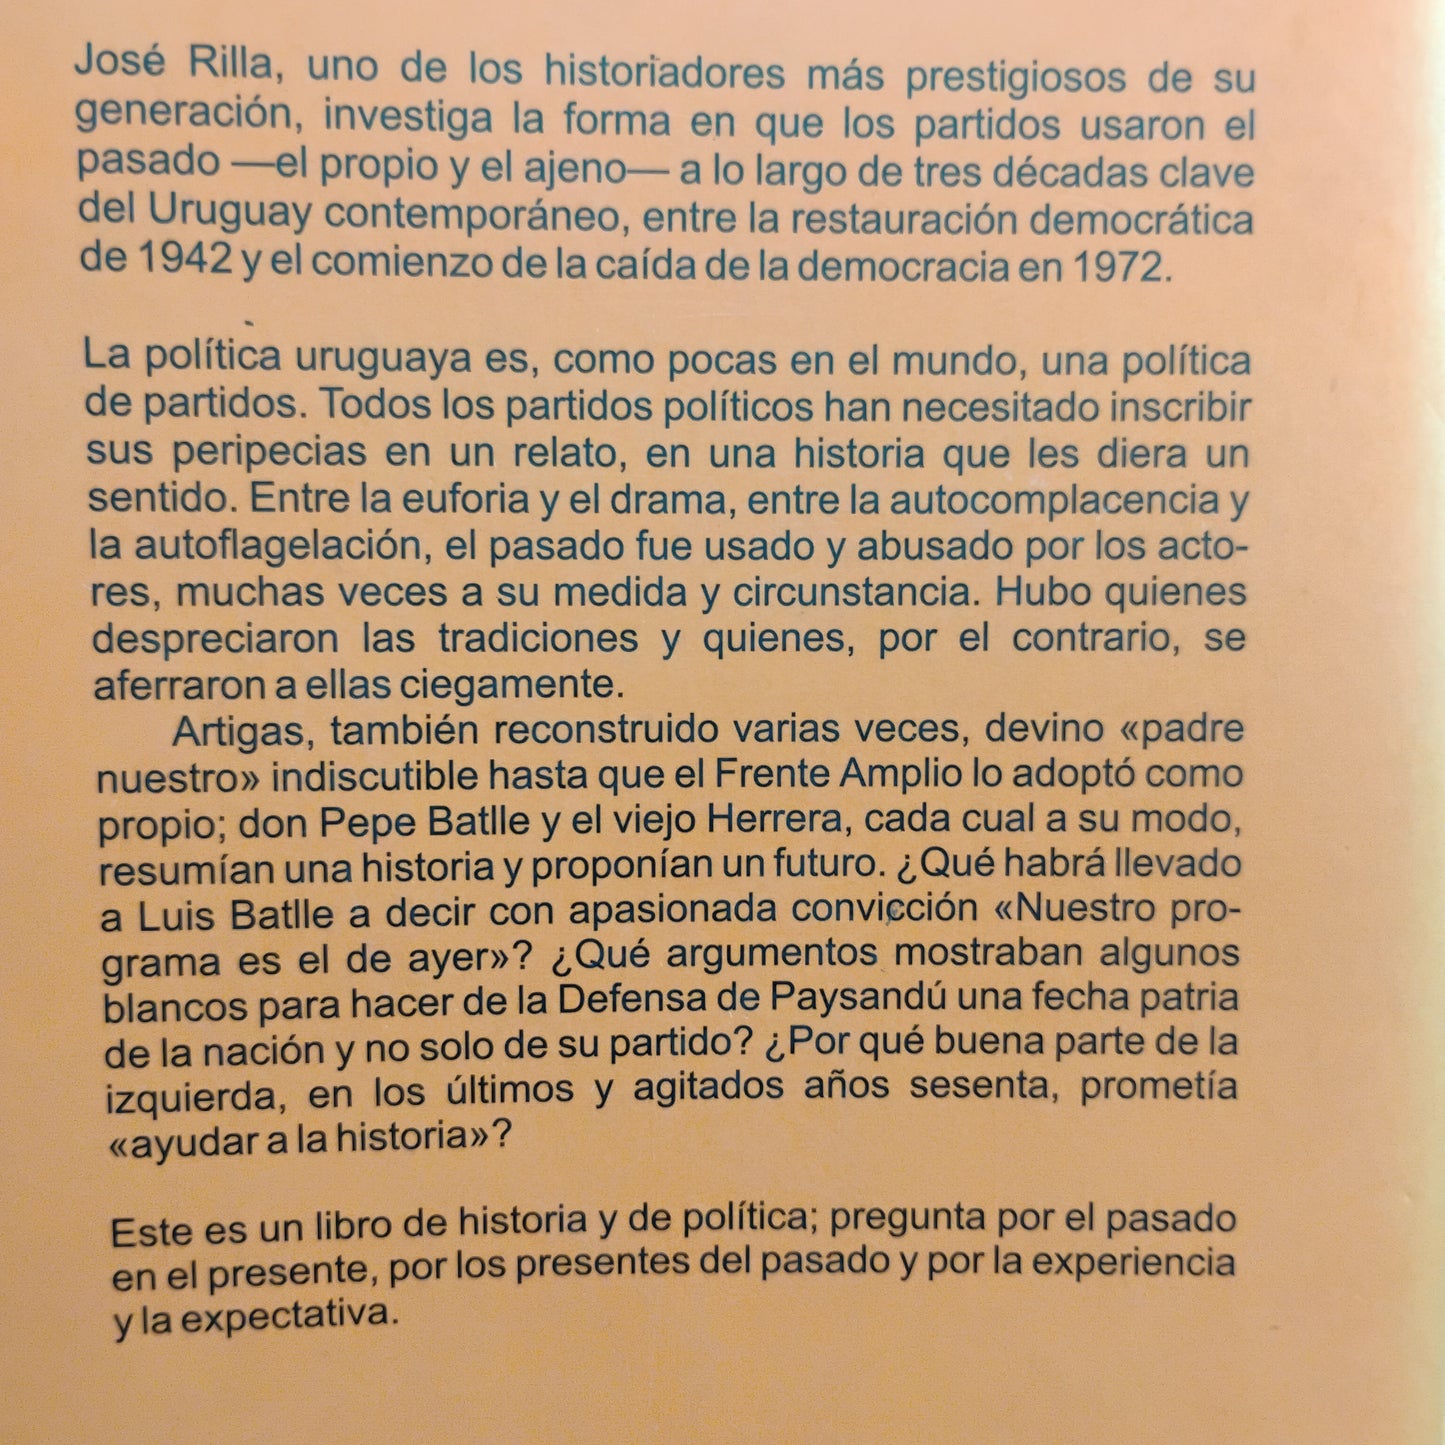 José Rilla, uno de los historiadores más prestigiosos de su
generación, investiga la forma en que los partidos usaron el
pasado —el propio y el ajeno— a lo largo de tres décadas clave
del Uruguay contemporáneo, entre la restauración democrática
de 1942 y el comienzo de la caída de la democracia en 1972.
La política uruguaya es, como pocas en el mundo, una política
de partidos. Todos los partidos políticos han necesitado inscribir
sus peripecias en un relato, en una historia que les diera un
sentido. Entre la euforia y el drama, entre la autocomplacencia y
la autoflagelación, el pasado fue usado y abusado por los acto-
res, muchas veces a su medida y circunstancia. Hubo quienes
despreciaron las tradiciones y quienes, por el contrario, se
aferraron a ellas ciegamente.
Artigas, también reconstruido varias veces, devino «padre
nuestro» indiscutible hasta que el Frente Amplio lo adoptó como
propio; don Pepe Batlle y el viejo Herrera, cada cual a su modo,
resumían una historia y proponían un futuro. ¿Qué habrá llevado
a Luis Batlle a decir con apasionada convicción «Nuestro pro-
grama es el de ayer»? ¿Qué argumentos mostraban algunos
blancos para hacer de la Defensa de Paysandú una fecha patria
de la nación y no solo de su partido? ¿Por qué buena parte de la
izquierda, en los últimos y agitados años sesenta, prometía
«ayudar a la historia»?
Este es un libro de historia y de política; pregunta por el pasado
en el presente, por los presentes del pasado y por la experiencia
y la expectativa.